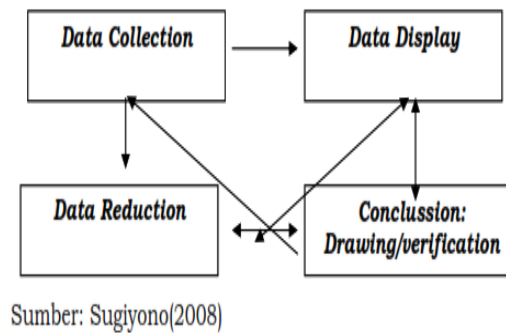 Data Collection
Data Display
Data Reduction
Conclussion:
Drawing/verification
Sumber: Sugiyono(2008)